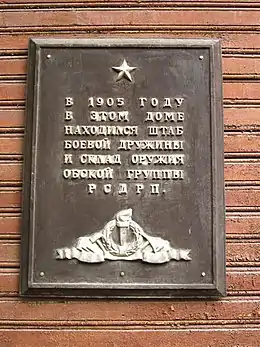 В 1905 ГОДУ
В ЭТОМ ДОМЕ
НАХОДИЛСЯ ШТАБ
БОЕВОЙ ДРУЖИНЫ
И СКЛАД ОРУЖИЯ
ОБСКОЙ ГРУППЫ
РСДРП.